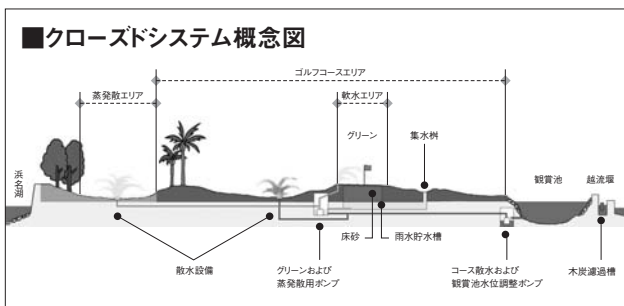 ■クローズドシステム概念図
ゴルフコースエリア
蒸発散エリア
軟水エリア
グリーン
集水桝
浜名湖
観賞池
越流堰
床砂
雨水貯水槽
散水設備
グリーンおよび
蒸発散用ポンプ
コース散水および
観賞池水位調整ポンプ
木炭濾過槽